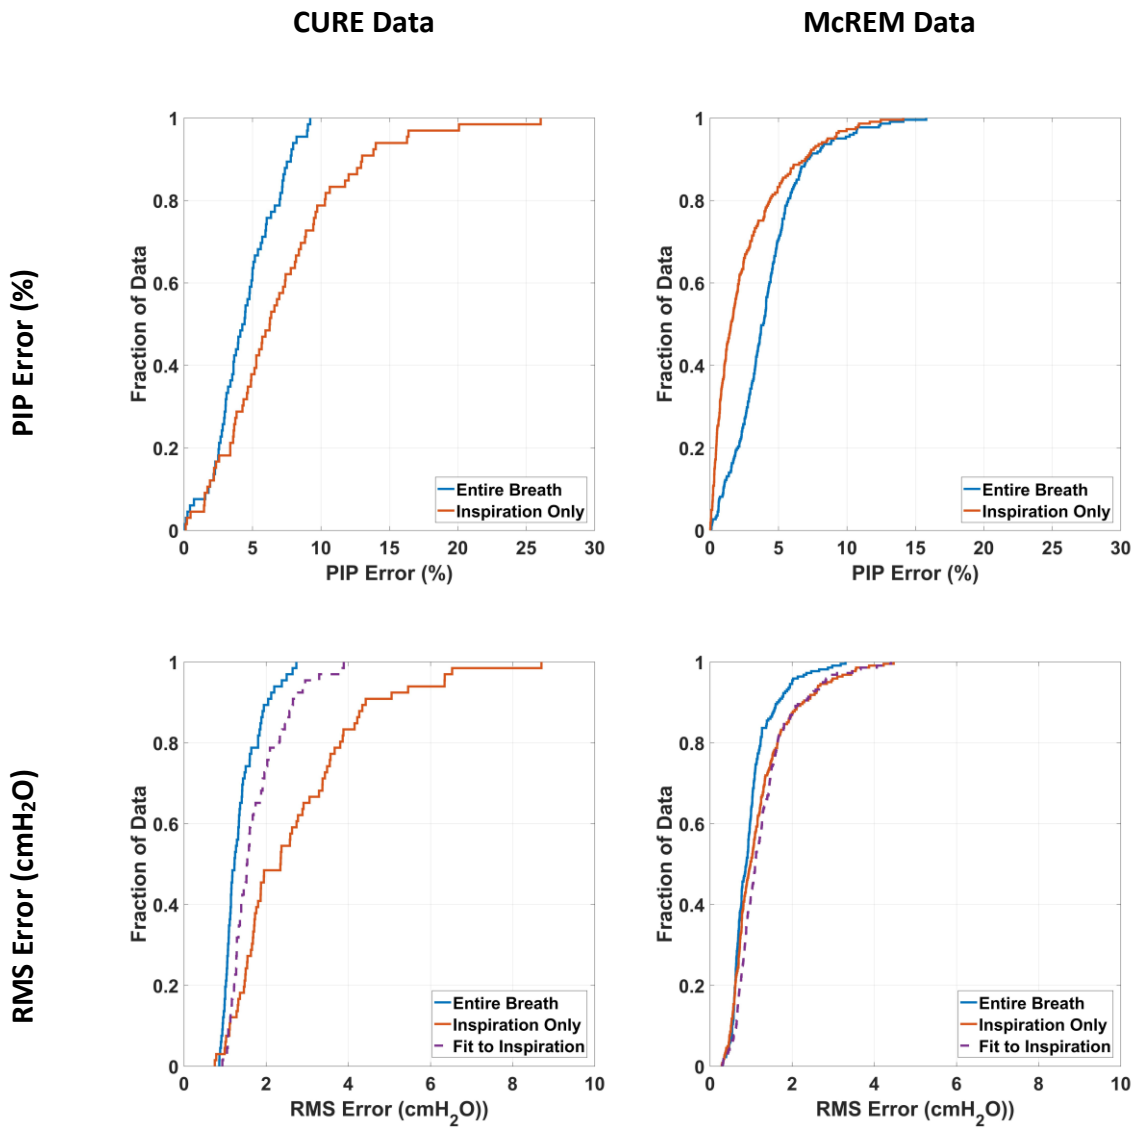 CURE Data
McREM Data
PIP Error (%)
Fraction of Data
1
0.8
0.6
0.4
0.2
0
Entire Breath
Inspiration Only
0 5 10 15 20 25 30
PIP Error (%)
Fraction of Data
1
0.8
0.6
0.4
0.2
0
Entire Breath
Inspiration Only
0 5 10 15 20 25 30
PIP Error (%)
RMS Error (cmH₂O)
Fraction of Data
1
0.8
0.6
0.4
0.2
0
Entire Breath
Inspiration Only
Fit to Inspiration
0 2 4 6 8 10
RMS Error (cmH₂O))
Fraction of Data
1
0.8
0.6
0.4
0.2
0
Entire Breath
Inspiration Only
Fit to Inspiration
0 2 4 6 8 10
RMS Error (cmH₂O))